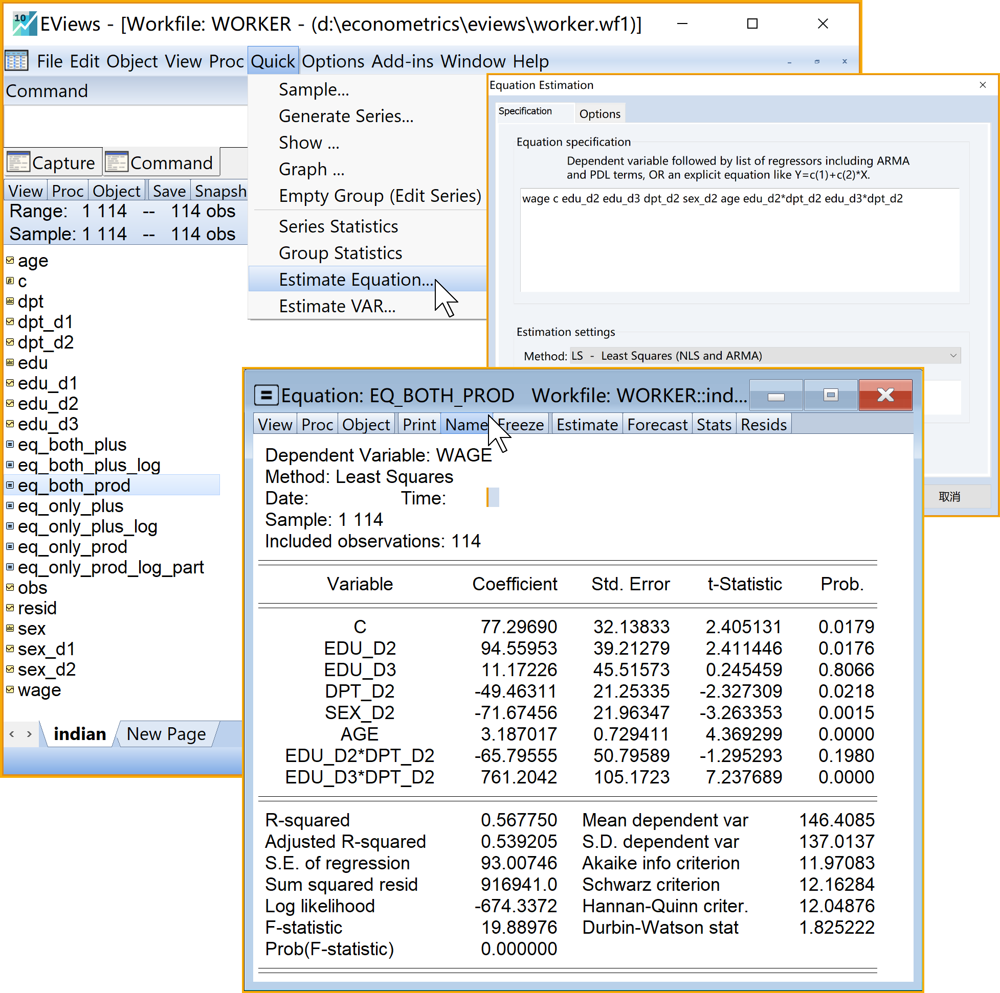 EViews - [Workfile: WORKER - (d:\econometrics\eviews\worker.wf1)]
File Edit Object View Proc Quick Options Add-ins Window Help
Command
Capture Command
View Proc Object Save Snapsh
Range: 1 114 -- 114 obs
Sample: 1 114 -- 114 obs
age
c
dpt
dpt_d1
dpt_d2
edu
edu_d1
edu_d2
edu_d3
eq_both_plus
eq_both_plus_log
eq_both_prod
eq_only_plus
eq_only_plus_log
eq_only_prod
eq_only_prod_log_part
obs
resid
sex
sex_d1
sex_d2
wage
indian New Page
Sample...
Generate Series...
Show ...
Graph ...
Empty Group (Edit Series)
Series Statistics
Group Statistics
Estimate Equation...
Estimate VAR...
Equation Estimation
Specification Options
Equation specification
Dependent variable followed by list of regressors including ARMA
and PDL terms, OR an explicit equation like Y=c(1)+c(2)*X.
wage c edu_d2 edu_d3 dpt_d2 sex_d2 age edu_d2*dpt_d2 edu_d3*dpt_d2
Estimation settings
Method: LS - Least Squares (NLS and ARMA)
取消
Equation: EQ_BOTH_PROD Workfile: WORKER::ind...
View Proc Object Print Name Freeze Estimate Forecast Stats Resids
Dependent Variable: WAGE
Method: Least Squares
Date: Time:
Sample: 1 114
Included observations: 114
Variable Coefficient Std. Error t-Statistic Prob.
C 77.29690 32.13833 2.405131 0.0179
EDU_D2 94.55953 39.21279 2.411446 0.0176
EDU_D3 11.17226 45.51573 0.245459 0.8066
DPT_D2 -49.46311 21.25335 -2.327309 0.0218
SEX_D2 -71.67456 21.96347 -3.263353 0.0015
AGE 3.187017 0.729411 4.369299 0.0000
EDU_D2*DPT_D2 -65.79555 50.79589 -1.295293 0.1980
EDU_D3*DPT_D2 761.2042 105.1723 7.237689 0.0000
R-squared 0.567750 Mean dependent var 146.4085
Adjusted R-squared 0.539205 S.D. dependent var 137.0137
S.E. of regression 93.00746 Akaike info criterion 11.97083
Sum squared resid 916941.0 Schwarz criterion 12.16284
Log likelihood -674.3372 Hannan-Quinn criter. 12.04876
F-statistic 19.88976 Durbin-Watson stat 1.825222
Prob(F-statistic) 0.000000